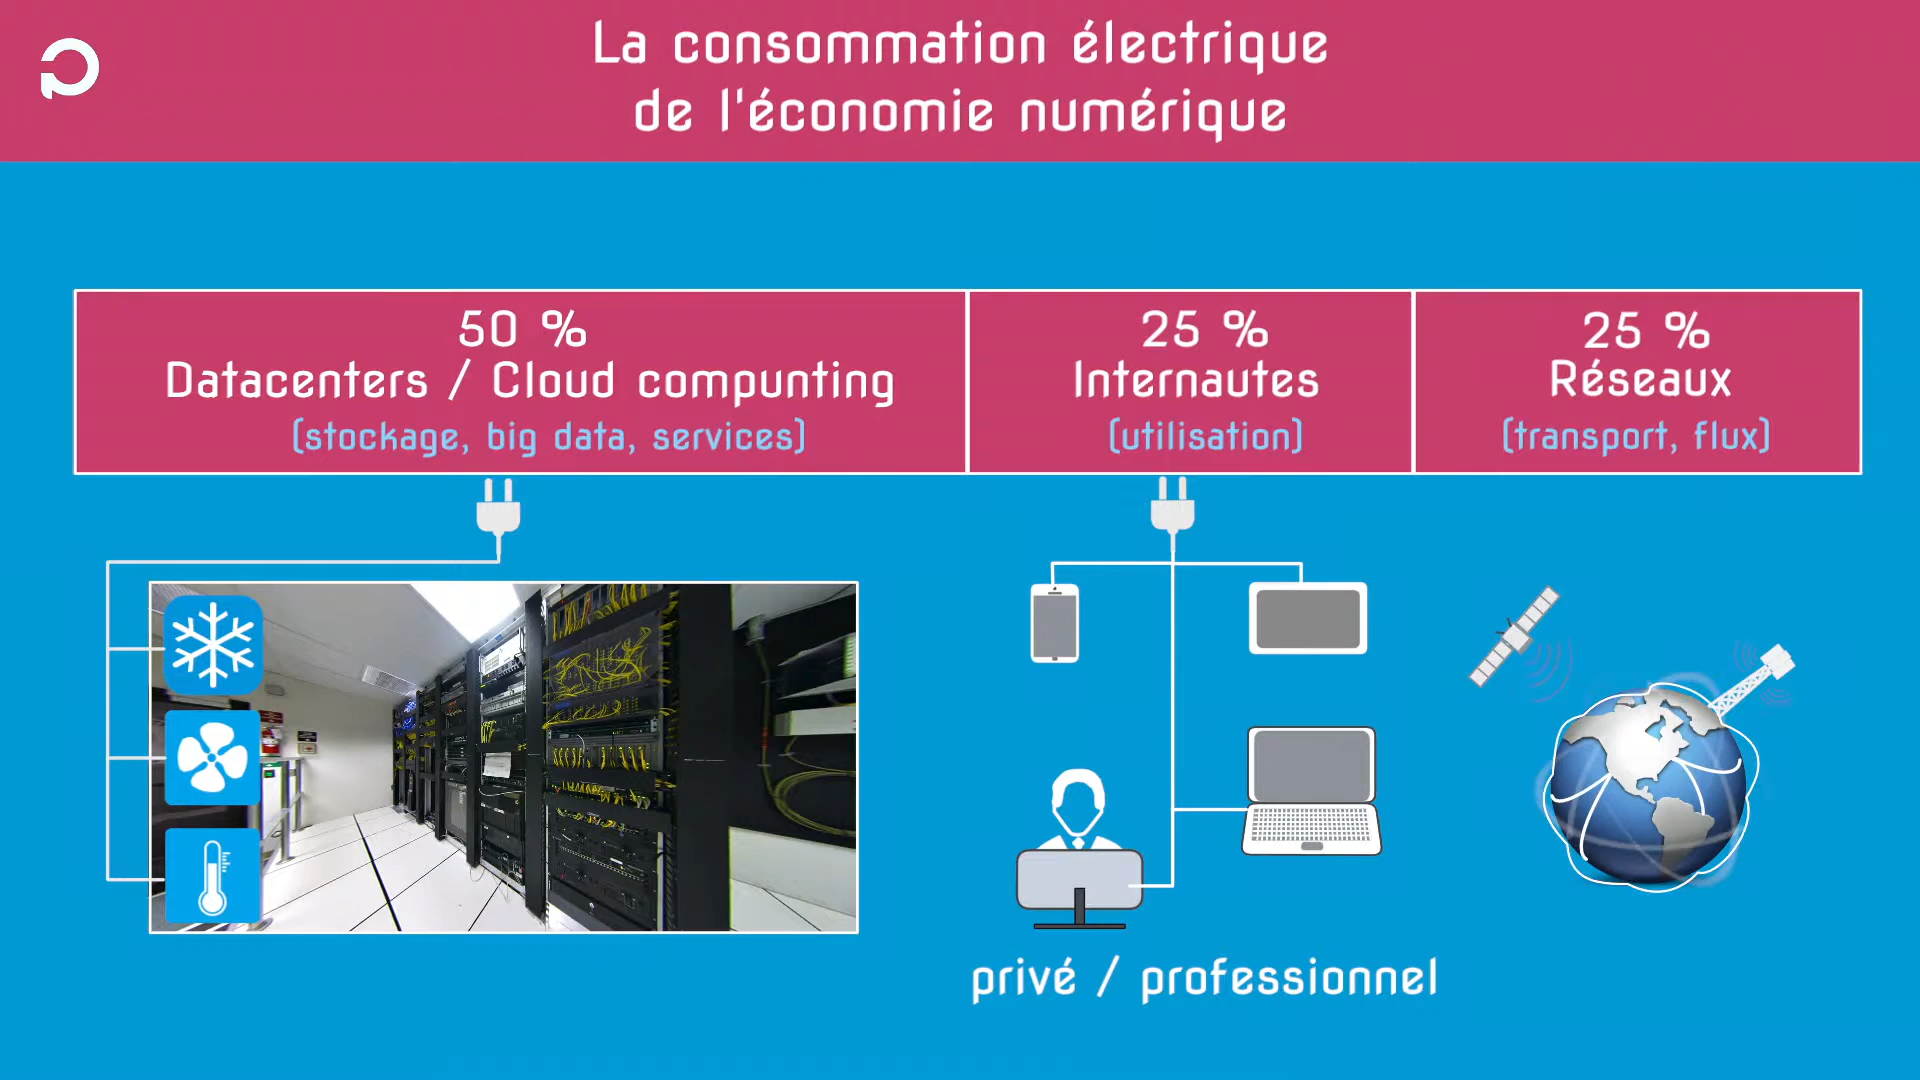 La consommation électrique
de l'économie numérique
50 %
Datacenters / Cloud compunting
(stockage, big data, services)
25 %
Internautes
(utilisation)
25 %
Réseaux
(transport, flux)
privé / professionnel